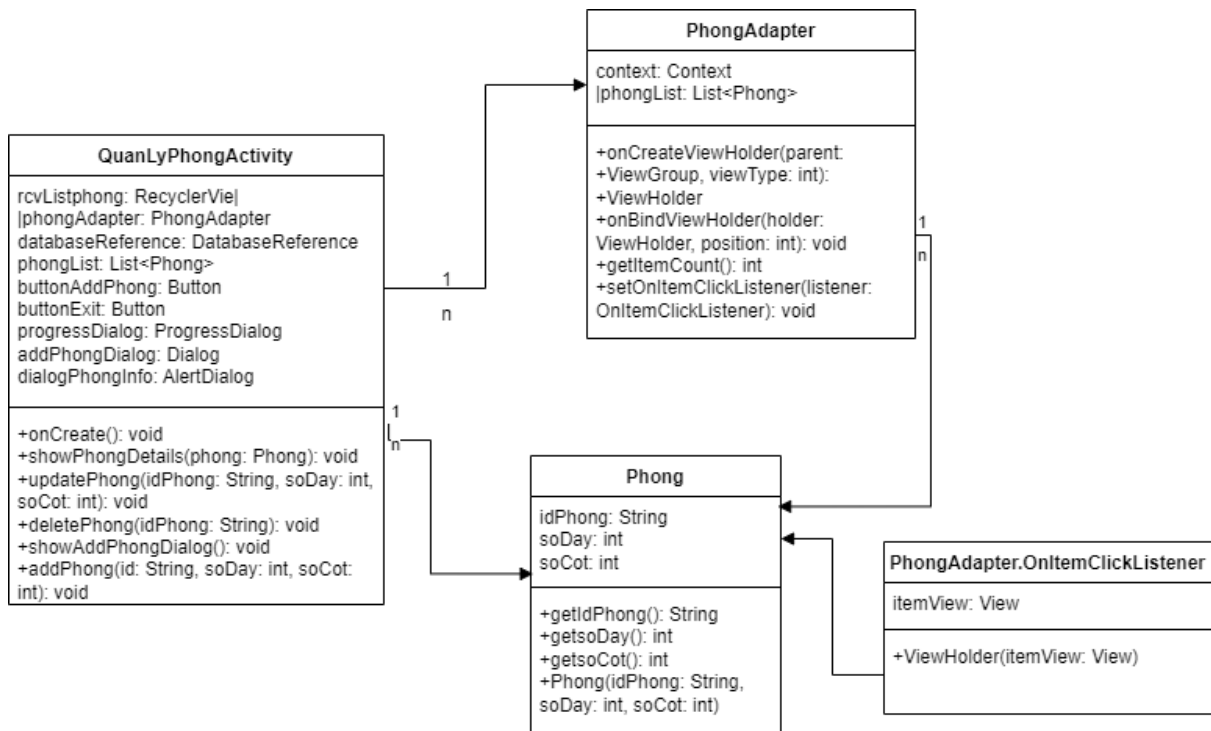 PhongAdapter
context: Context
|phongList: List<Phong>
+onCreateViewHolder(parent:
+ViewGroup, viewType: int):
+ViewHolder
+onBindViewHolder(holder:
ViewHolder, position: int): void
+getItemCount(): int
+setOnItemClickListener(listener:
OnItemClickListener): void
QuanLyPhongActivity
rcvListphong: RecyclerVie|
|phongAdapter: PhongAdapter
databaseReference: DatabaseReference
phongList: List<Phong>
buttonAddPhong: Button
buttonExit: Button
progressDialog: ProgressDialog
addPhongDialog: Dialog
dialogPhongInfo: AlertDialog
+onCreate(): void
+showPhongDetails(phong: Phong): void
+updatePhong(idPhong: String, soDay: int,
soCot: int): void
+deletePhong(idPhong: String): void
+showAddPhongDialog(): void
+addPhong(id: String, soDay: int, soCot:
int): void
1
n
1
n
1
n
Phong
idPhong: String
soDay: int
soCot: int
+getIdPhong(): String
+getsoDay(): int
+getsoCot(): int
+Phong(idPhong: String,
soDay: int, soCot: int)
PhongAdapter.OnItemClickListener
itemView: View
+ViewHolder(itemView: View)